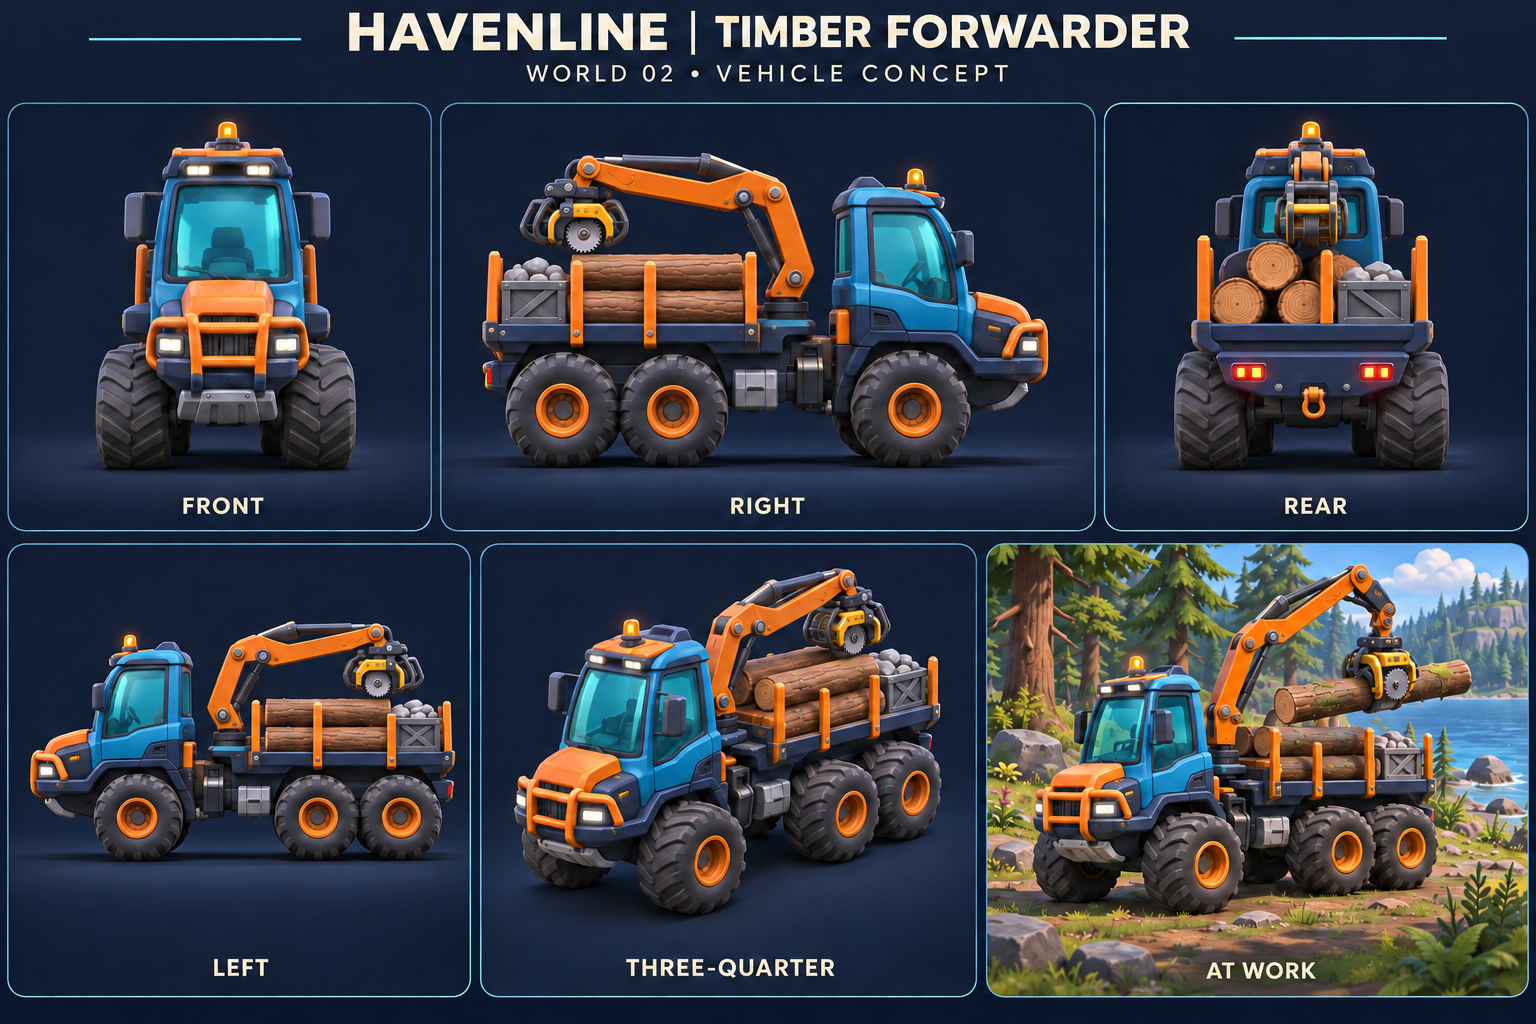 HAVENLINE | TIMBER FORWARDER
WORLD 02 • VEHICLE CONCEPT
FRONT
RIGHT
REAR
LEFT
THREE-QUARTER
AT WORK